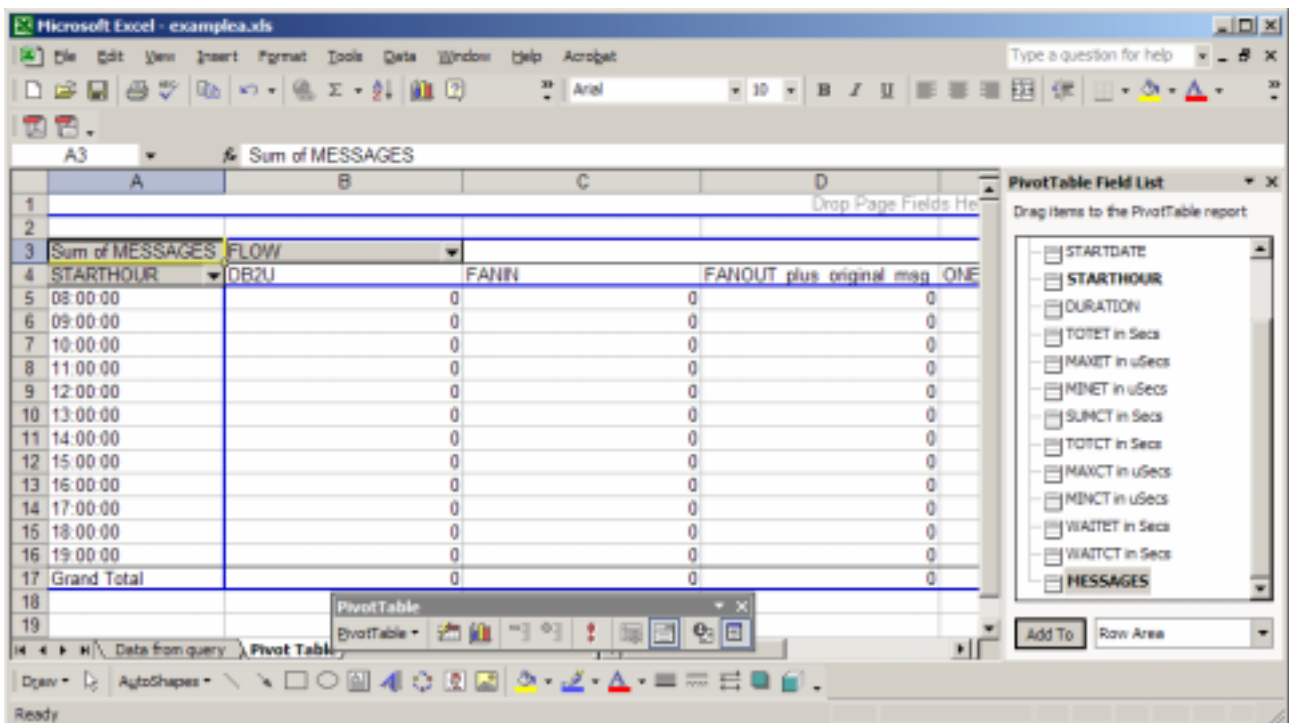 Microsoft Excel - examplea.xls
File Edit View Insert Format Tools Data Window Help Acrobat Type a question for help
Arial 10 B I U
A3 fx Sum of MESSAGES
A B C D
PivotTable Field List
1 Drop Page Fields He
Drag items to the PivotTable report
2
3 Sum of MESSAGES FLOW
4 STARTHOUR DB2U FANIN FANOUT_plus_original_msg ONE
5 08:00:00 0 0 0
6 09:00:00 0 0 0
7 10:00:00 0 0 0
8 11:00:00 0 0 0
9 12:00:00 0 0 0
10 13:00:00 0 0 0
11 14:00:00 0 0 0
12 15:00:00 0 0 0
13 16:00:00 0 0 0
14 17:00:00 0 0 0
15 18:00:00 0 0 0
16 19:00:00 0 0 0
17 Grand Total 0 0 0
18
19
STARTDATE
STARTHOUR
DURATION
TOTET in Secs
MAXET in uSecs
MINET in uSecs
SUMCT in Secs
TOTCT in Secs
MAXCT in uSecs
MINCT in uSecs
WAITET in Secs
WAITCT in Secs
MESSAGES
Add To Row Area
PivotTable
PivotTable
Data from query Pivot Table
Draw AutoShapes
Ready